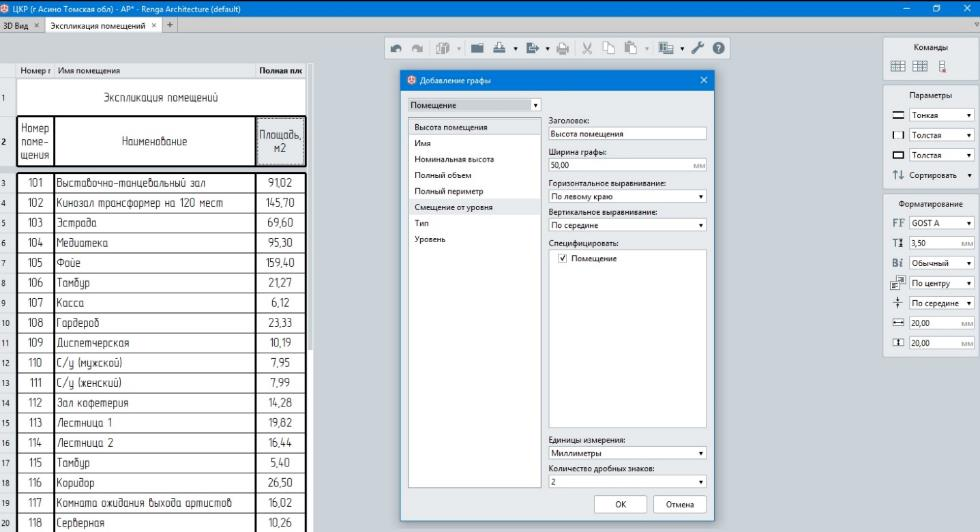 ЦКР (г Асино Томская обл) - АР* - Renga Architecture (default)
3D Вид
Экспликация помещений
Номер г Имя помещения Полная пло
1 Экспликация помещений
2 Номер поме-щения Наименование Площадь, м2
3 101 Выставочно-танцевальный зал 91,02
4 102 Кинозал трансформер на 120 мест 145,70
5 103 Эстрада 69,60
6 104 Медиатека 95,30
7 105 Фойе 159,40
8 106 Тамбур 21,27
9 107 Касса 6,12
10 108 Гардероб 23,33
11 109 Диспетчерская 10,19
12 110 С/у (мужской) 7,95
13 111 С/у (женский) 7,99
14 112 Зал кафетерия 14,28
15 113 Лестница 1 19,82
16 114 Лестница 2 16,44
17 115 Тамбур 5,40
18 116 Коридор 26,50
19 117 Комната ожидания выхода артистов 16,02
20 118 Серверная 10,26
Добавление графы
Помещение
Высота помещения
Имя
Номинальная высота
Полный объем
Полный периметр
Смещение от уровня
Тип
Уровень
Заголовок:
Высота помещения
Ширина графы:
50,00 мм
Горизонтальное выравнивание:
По левому краю
Вертикальное выравнивание:
По середине
Специфицировать:
Помещение
Единицы измерения:
Миллиметры
Количество дробных знаков:
2
OK Отмена
Команды
Параметры
Тонкая
Толстая
Толстая
Сортировать
Форматирование
FF GOST A
3,50 мм
Bi Обычный
По центру
По середине
20,00 мм
20,00 мм